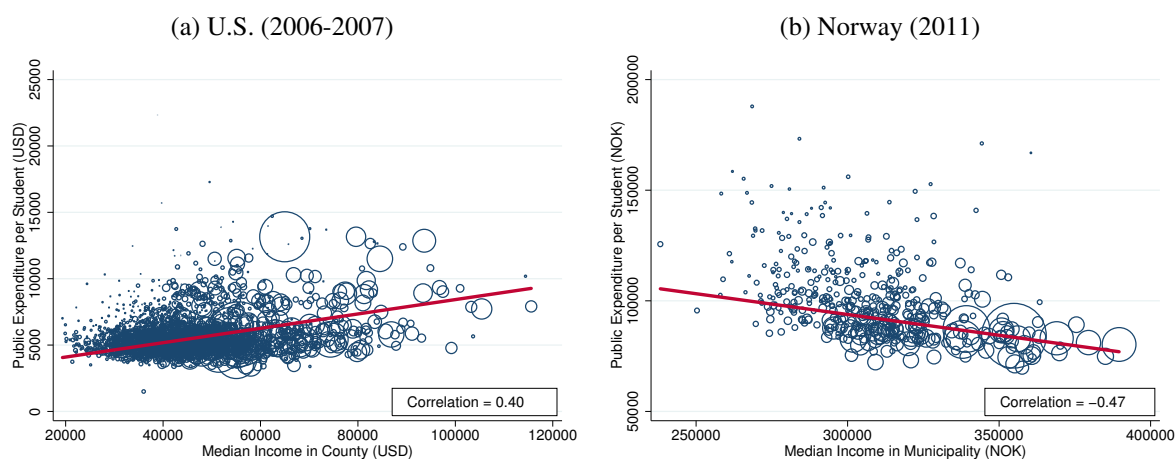 (a) U.S. (2006-2007)
Public Expenditure per Student (USD)
25000
20000
15000
10000
5000
0
20000 40000 60000 80000 100000 120000
Median Income in County (USD)
Correlation = 0.40
(b) Norway (2011)
Public Expenditure per Student (NOK)
200000
150000
100000
50000
250000 300000 350000 400000
Median Income in Municipality (NOK)
Correlation = −0.47